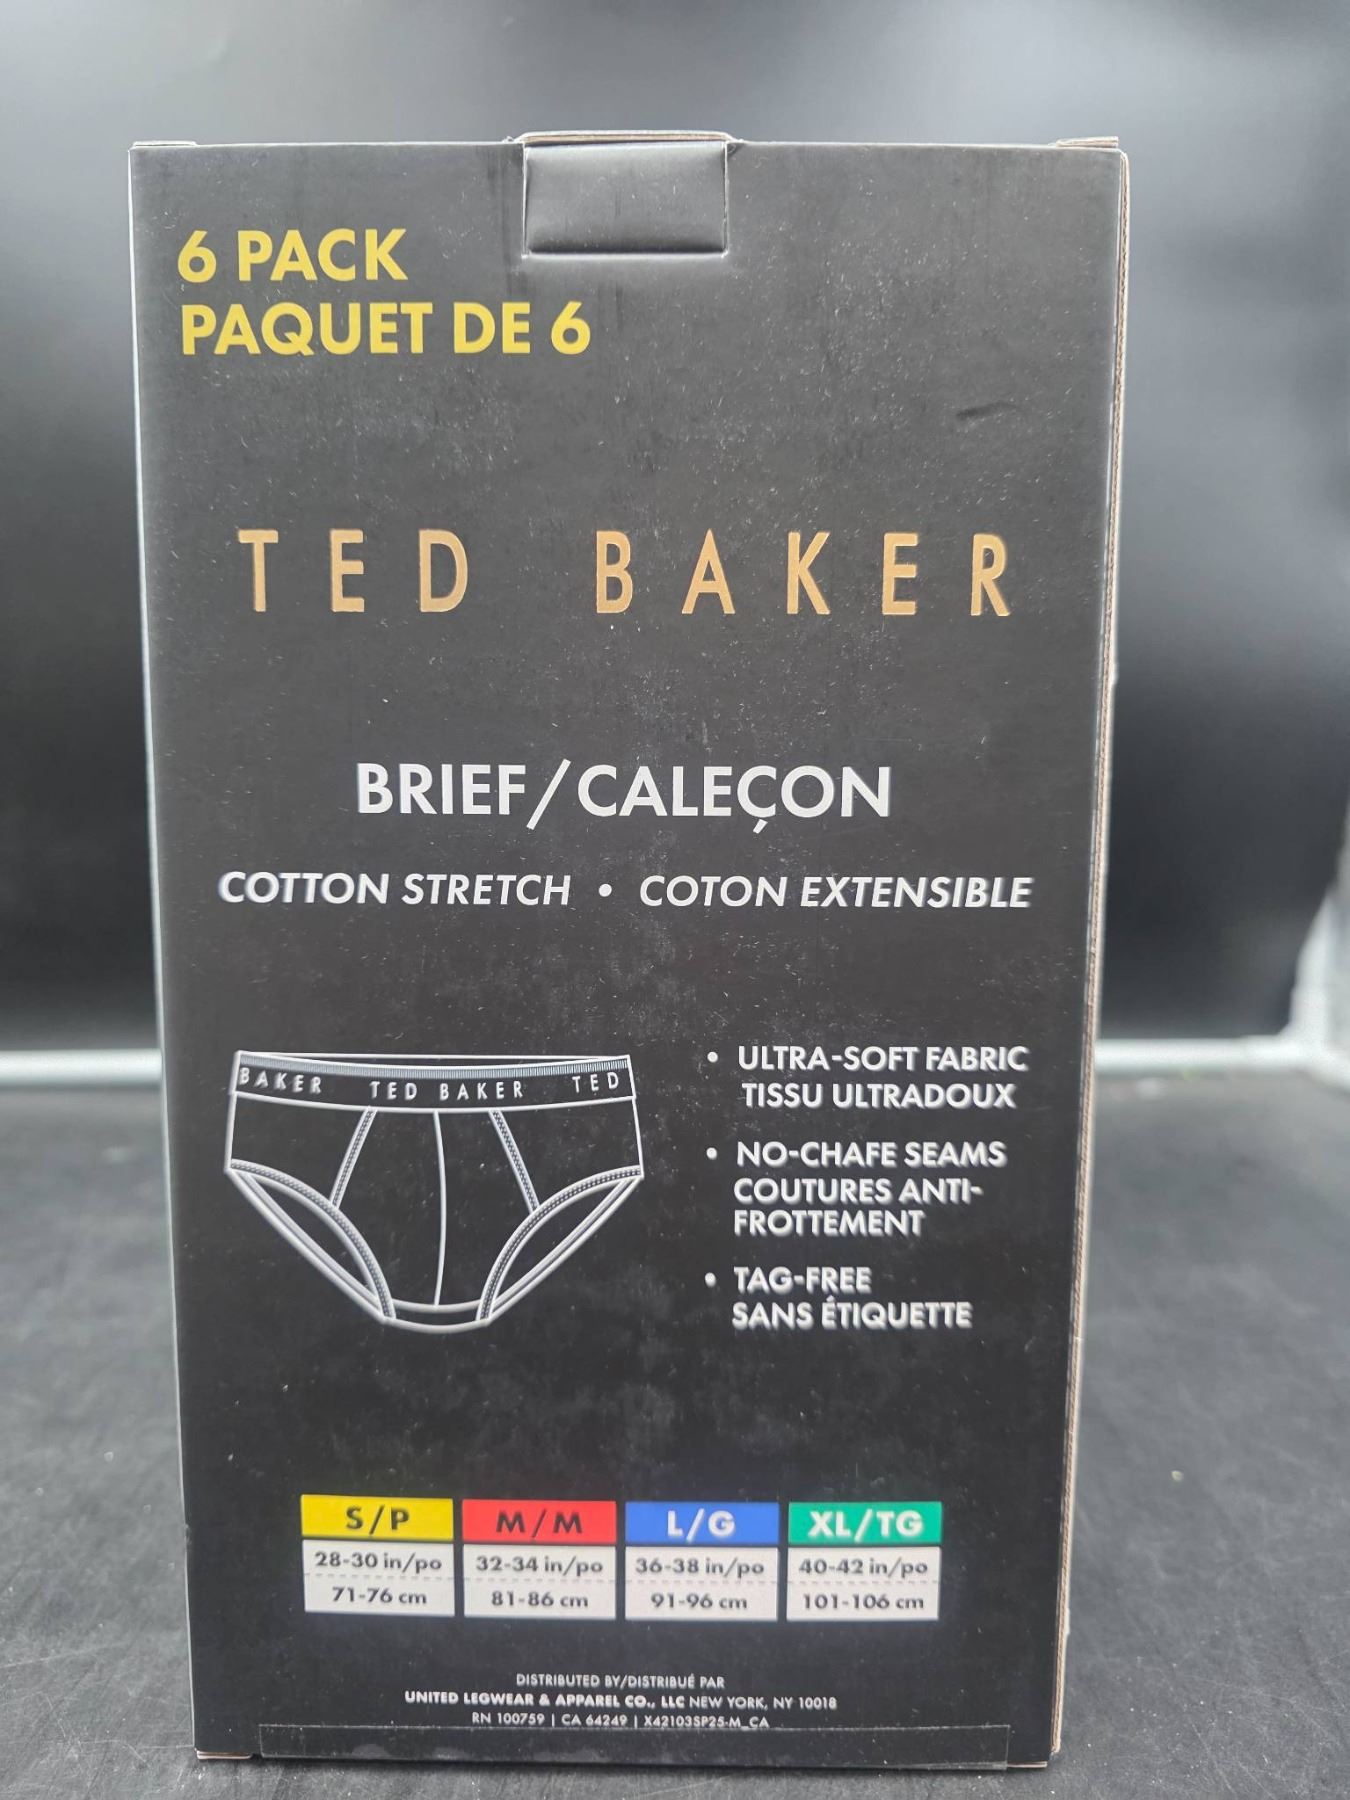 6 PACK
PAQUET DE 6
TED BAKER
BRIEF/CALEÇON
COTTON STRETCH • COTON EXTENSIBLE
BAKER TED BAKER TED
• ULTRA-SOFT FABRIC
TISSU ULTRADOUX
• NO-CHAFE SEAMS
COUTURES ANTI-
FROTTEMENT
• TAG-FREE
SANS ÉTIQUETTE
S/P M/M L/G XL/TG
28-30 in/po 32-34 in/po 36-38 in/po 40-42 in/po
71-76 cm 81-86 cm 91-96 cm 101-106 cm
DISTRIBUTED BY/DISTRIBUÉ PAR
UNITED LEGWEAR & APPAREL CO., LLC NEW YORK, NY 10018
RN 100759 | CA 64249 | X42103SP25-M_CA